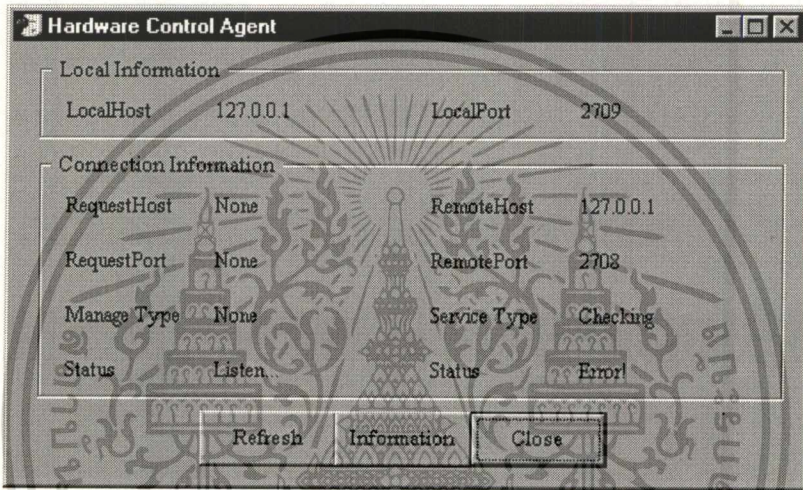 Hardware Control Agent
Local Information
LocalHost 127.0.0.1 LocalPort 2709
Connection Information
RequestHost None RemoteHost 127.0.0.1
RequestPort None RemotePort 2708
Manage Type None Service Type Checking
Status Listen... Status Error!
Refresh Information Close